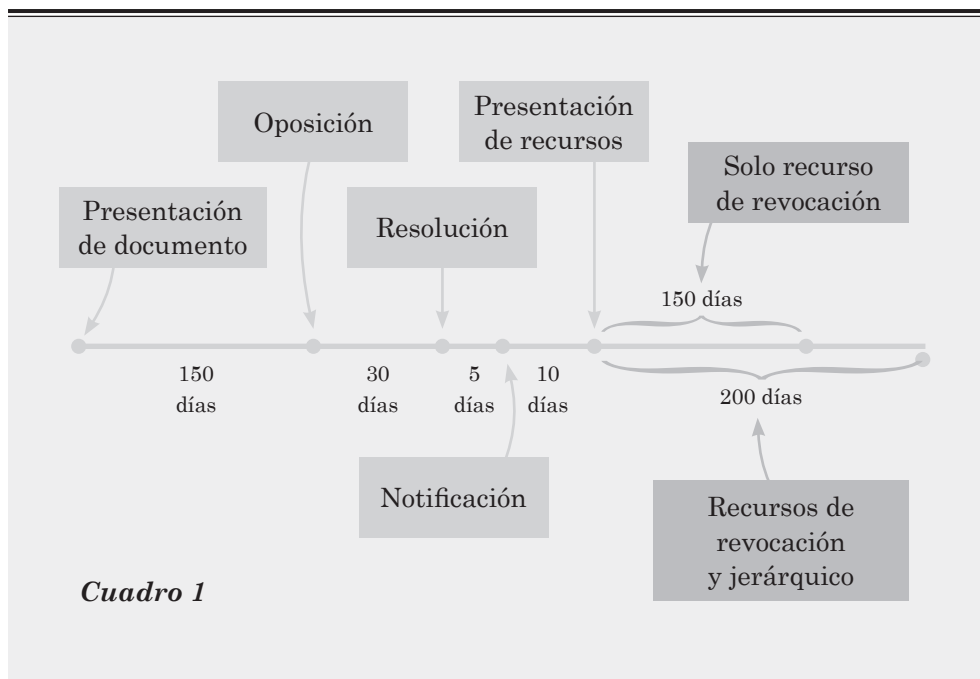 Oposición
Presentación
de recursos
Solo recurso
de revocación
Presentación
de documento
Resolución
150 días
150
días
30
días
5
días
10
días
200 días
Notificación
Recursos de
revocación
y jerárquico
Cuadro 1